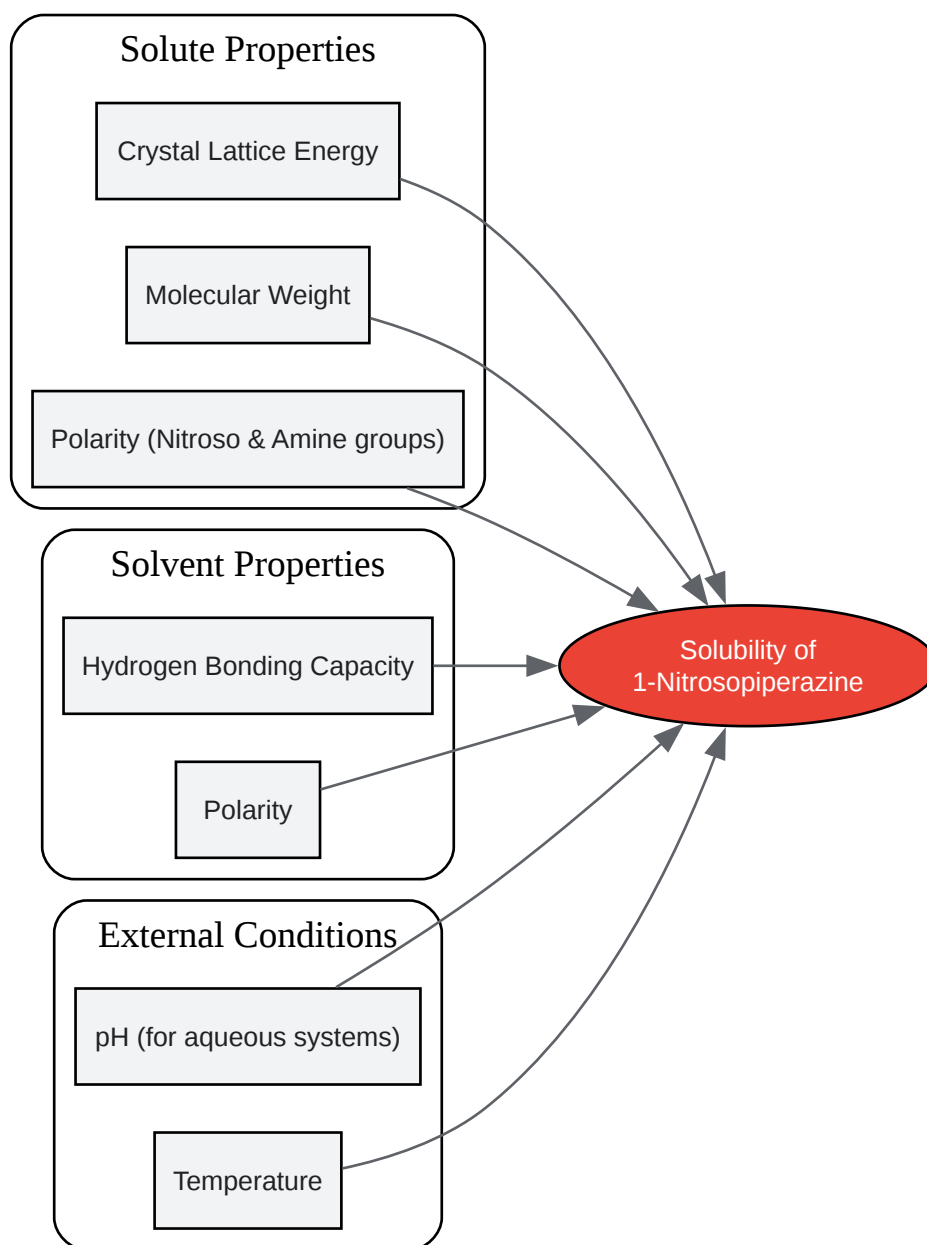 Solute Properties
Crystal Lattice Energy
Molecular Weight
Polarity (Nitroso & Amine groups)
Solvent Properties
Hydrogen Bonding Capacity
Polarity
External Conditions
pH (for aqueous systems)
Temperature
Solubility of
1-Nitrosopiperazine